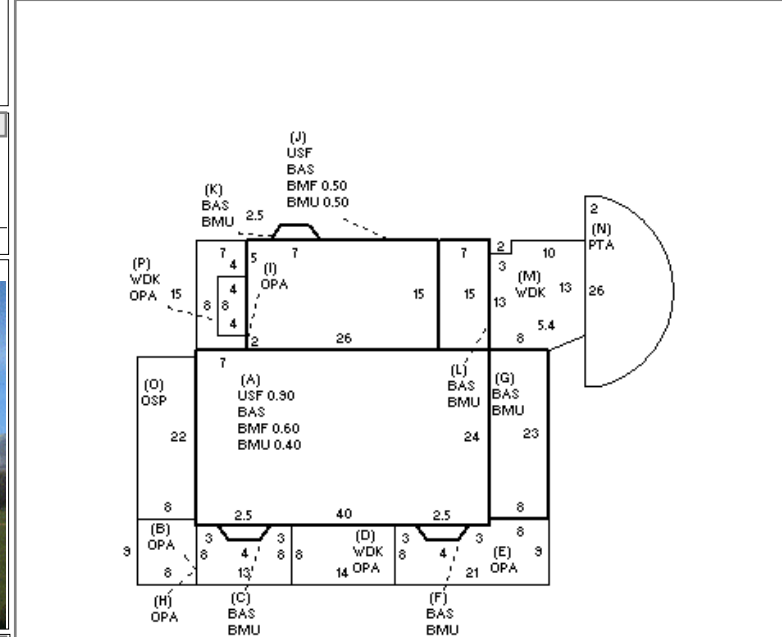 (J)
USF
BAS
BMF 0.50
BMU 0.50
(K)
BAS
BMU
2.5
2
(N)
PTA
7
5
7
7
2
10
(P)
WDK
OPA
4
(I)
OPA
3
(M)
WDK
15
8
8
4
15
15
13
13
26
4
5.4
2
26
8
7
(O)
OSP
(A)
USF 0.90
BAS
BMF 0.60
BMU 0.40
(L)
BAS
BMU
(G)
BAS
BMU
22
24
23
8
2.5
40
2.5
8
(B)
OPA
3
3
(D)
WDK
OPA
3
3
8
9
8
4
8
8
8
4
(E)
OPA
9
8
13
14
21
(H)
OPA
(C)
BAS
BMU
(F)
BAS
BMU